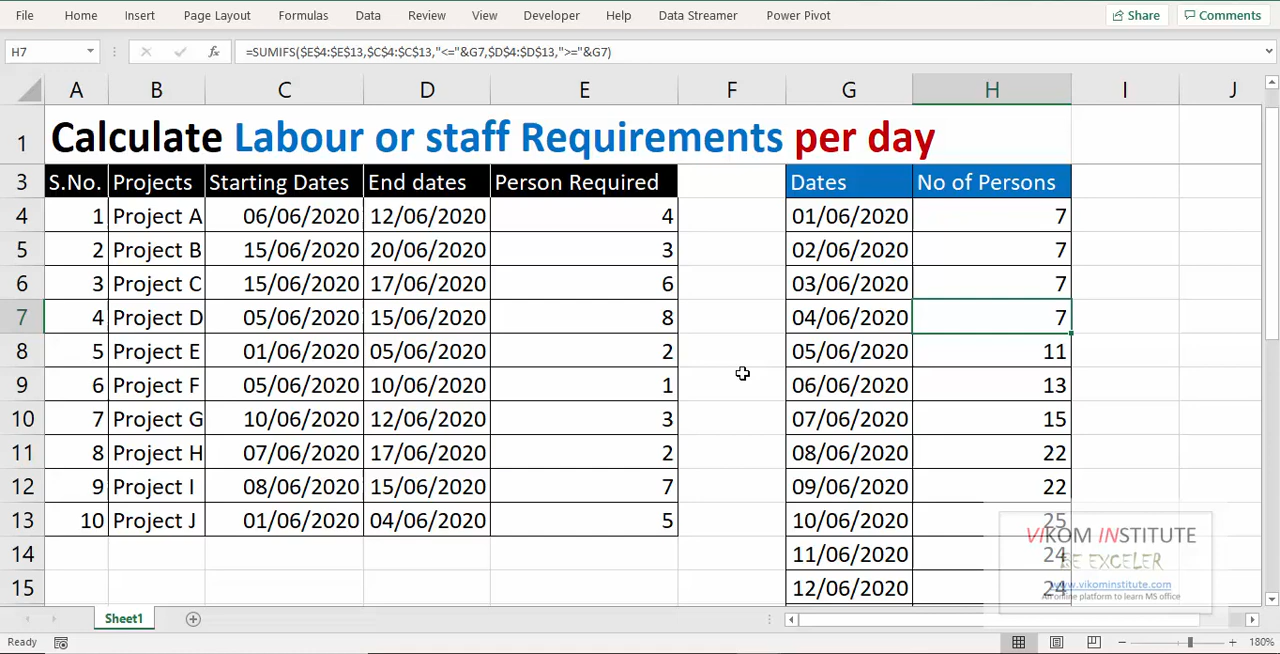 File Home Insert Page Layout Formulas Data Review View Developer Help Data Streamer Power Pivot Share Comments
H7 fx =SUMIFS($E$4:$E$13,$C$4:$C$13,"<="&G7,$D$4:$D$13,">="&G7)
A B C D E F G H I J
1 Calculate Labour or staff Requirements per day
3 S.No. Projects Starting Dates End dates Person Required Dates No of Persons
4 1 Project A 06/06/2020 12/06/2020 4 01/06/2020 7
5 2 Project B 15/06/2020 20/06/2020 3 02/06/2020 7
6 3 Project C 15/06/2020 17/06/2020 6 03/06/2020 7
7 4 Project D 05/06/2020 15/06/2020 8 04/06/2020 7
8 5 Project E 01/06/2020 05/06/2020 2 05/06/2020 11
9 6 Project F 05/06/2020 10/06/2020 1 06/06/2020 13
10 7 Project G 10/06/2020 12/06/2020 3 07/06/2020 15
11 8 Project H 07/06/2020 17/06/2020 2 08/06/2020 22
12 9 Project I 08/06/2020 15/06/2020 7 09/06/2020 22
13 10 Project J 01/06/2020 04/06/2020 5 10/06/2020 25
VIKOM INSTITUTE
14 11/06/2020 24
BE EXCELER
15 12/06/2020 24
www.vikominstitute.com
An online platform to learn MS office
Sheet1
Ready 180%